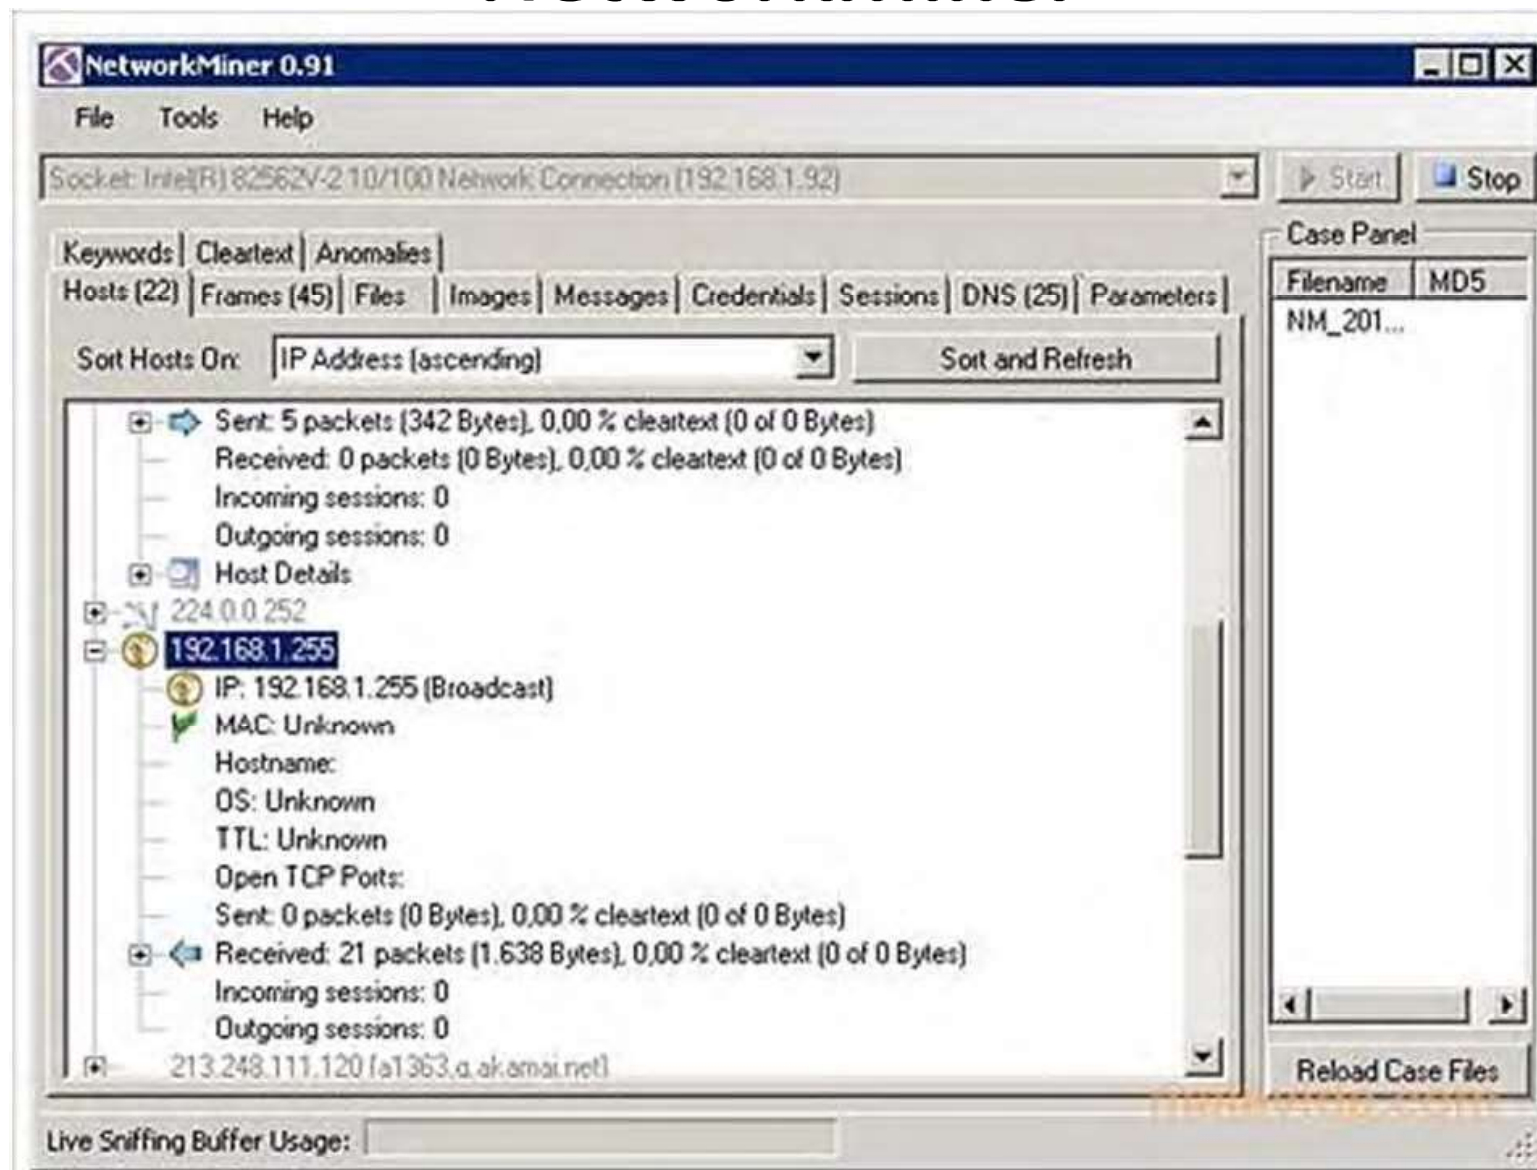 NetworkMiner 0.91
File Tools Help
Socket: Intel(R) 82562V-2 10/100 Network Connection (192.168.1.92)
Start Stop
Keywords Cleartext Anomalies
Hosts (22) Frames (45) Files Images Messages Credentials Sessions DNS (25) Parameters
Sort Hosts On: IP Address (ascending) Sort and Refresh
Sent: 5 packets (342 Bytes), 0,00 % cleartext (0 of 0 Bytes)
Received: 0 packets (0 Bytes), 0,00 % cleartext (0 of 0 Bytes)
Incoming sessions: 0
Outgoing sessions: 0
Host Details
224.0.0.252
192.168.1.255
IP: 192.168.1.255 (Broadcast)
MAC: Unknown
Hostname:
OS: Unknown
TTL: Unknown
Open TCP Ports:
Sent: 0 packets (0 Bytes), 0,00 % cleartext (0 of 0 Bytes)
Received: 21 packets (1.638 Bytes), 0,00 % cleartext (0 of 0 Bytes)
Incoming sessions: 0
Outgoing sessions: 0
213.248.111.120 (a1363.g.akamai.net)
Case Panel
Filename MD5
NM_201...
Reload Case Files
Live Sniffing Buffer Usage: